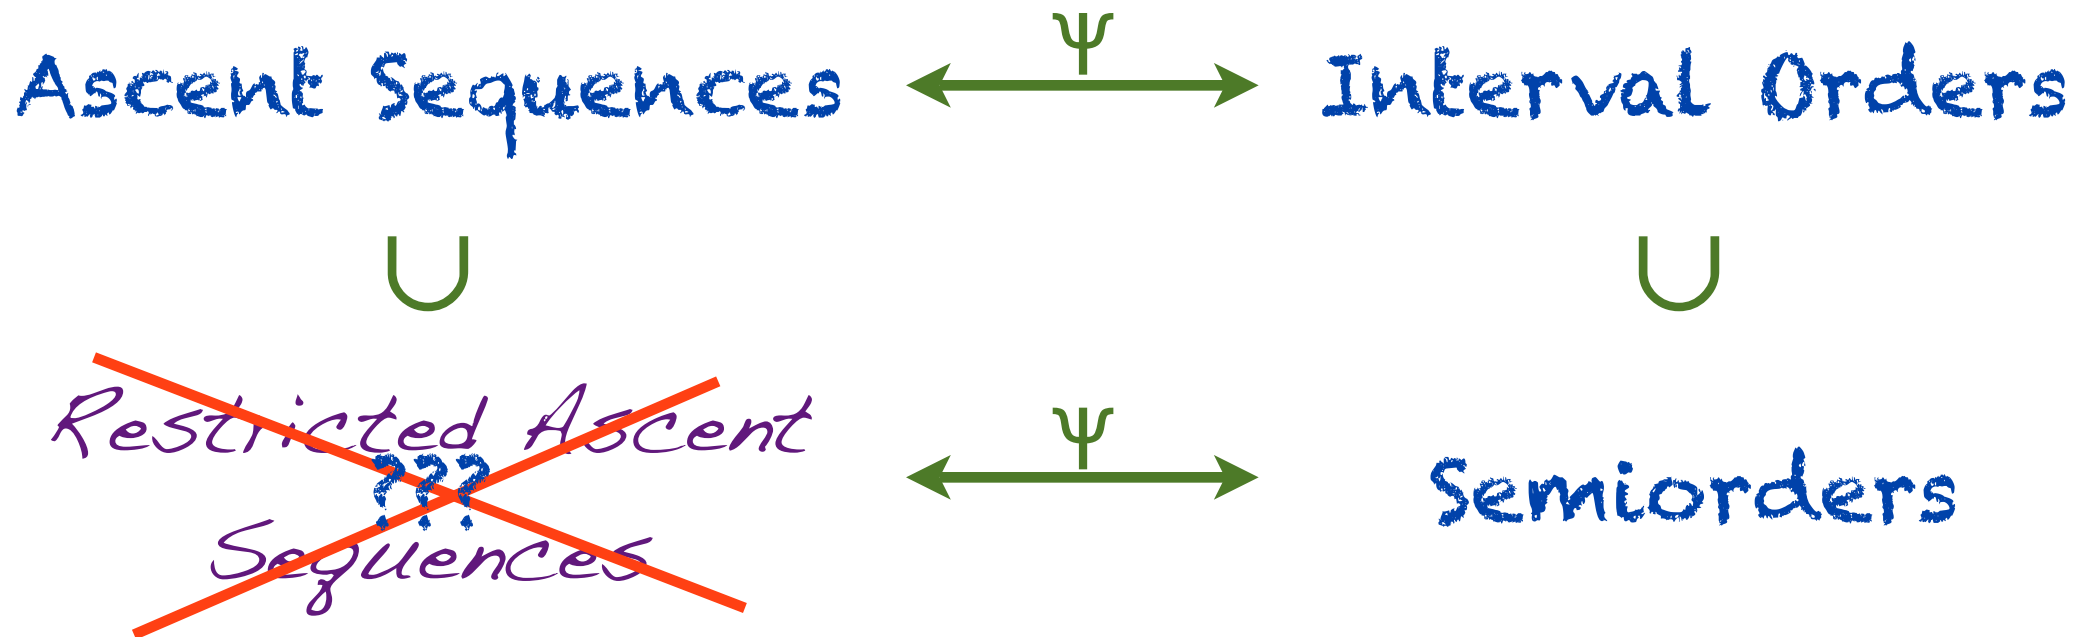 Ascent Sequences ψ Interval Orders
∪ ∪
Restricted Ascent
??? ψ Semiorders
Sequences